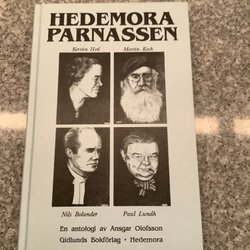 HEDEMORA
PARNASSEN
Kerstin Hed
Martin Koch
Nils Bolander
Paul Lundh
En antologi av Ansgar Olofsson
Gidlunds Bokförlag · Hedemora